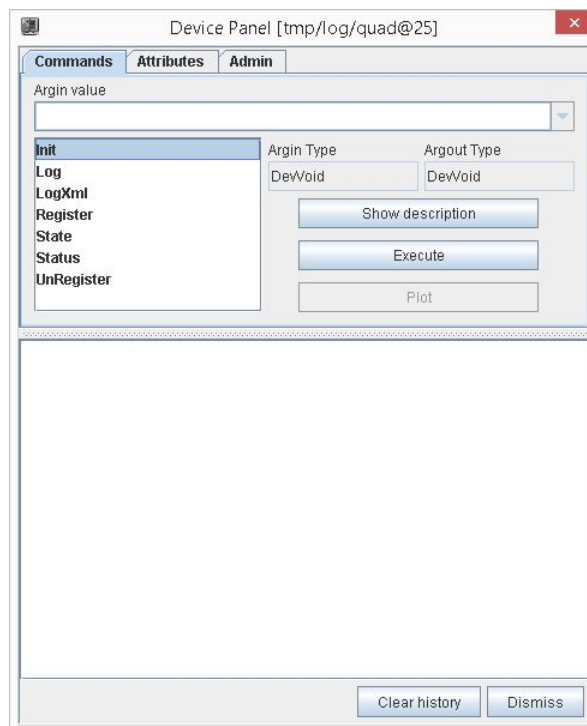 Device Panel [tmp/log/quad@25]
Commands Attributes Admin
Argin value
Init
Log
LogXml
Register
State
Status
UnRegister
Argin Type Argout Type
DevVoid DevVoid
Show description
Execute
Plot
Clear history Dismiss